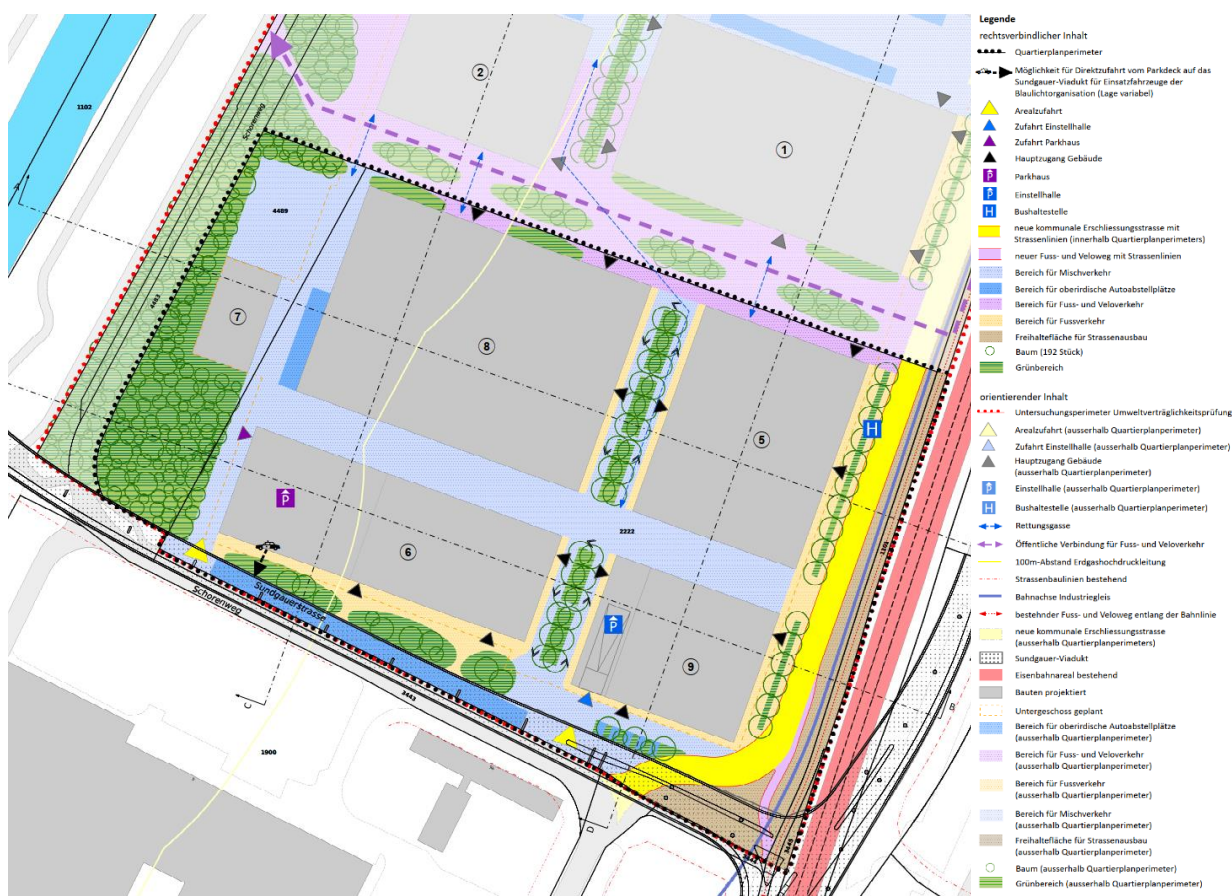 Legende
rechtsverbindlicher Inhalt
Quartierplanperimeter
Möglichkeit für Direktzufahrt vom Parkdeck auf das
Sundgauer-Viadukt für Einsatzfahrzeuge der
Blaulichtorganisation (Lage variabel)
Arealzufahrt
Zufahrt Einstellhalle
Zufahrt Parkhaus
Hauptzugang Gebäude
P Parkhaus
P Einstellhalle
H Bushaltestelle
neue kommunale Erschliessungsstrasse mit
Strassenlinien (innerhalb Quartierplanperimeters)
neuer Fuss- und Veloweg mit Strassenlinien
Bereich für Mischverkehr
Bereich für oberirdische Autoabstellplätze
Bereich für Fuss- und Veloverkehr
Bereich für Fussverkehr
Freihaltefläche für Strassenausbau
Baum (192 Stück)
Grünbereich
orientierender Inhalt
Untersuchungsperimeter Umweltverträglichkeitsprüfung
Arealzufahrt (ausserhalb Quartierplanperimeter)
Zufahrt Einstellhalle (ausserhalb Quartierplanperimeter)
Hauptzugang Gebäude
(ausserhalb Quartierplanperimeter)
P Einstellhalle (ausserhalb Quartierplanperimeter)
H Bushaltestelle (ausserhalb Quartierplanperimeter)
Rettungsgasse
Öffentliche Verbindung für Fuss- und Veloverkehr
100m-Abstand Erdgashochdruckleitung
Strassenbaulinien bestehend
Bahnachse Industriegleis
bestehnder Fuss- und Veloweg entlang der Bahnlinie
neue kommunale Erschliessungsstrasse
(ausserhalb Quartierplanperimeters)
Sundgauer-Viadukt
Eisenbahnareal bestehend
Bauten projektiert
Untergeschoss geplant
Bereich für oberirdische Autoabstellplätze
(ausserhalb Quartierplanperimeter)
Bereich für Fuss- und Veloverkehr
(ausserhalb Quartierplanperimeter)
Bereich für Fussverkehr
(ausserhalb Quartierplanperimeter)
Bereich für Mischverkehr
(ausserhalb Quartierplanperimeter)
Freihaltefläche für Strassenausbau
(ausserhalb Quartierplanperimeter)
Baum (ausserhalb Quartierplanperimeter)
Grünbereich (ausserhalb Quartierplanperimeter)
2
1102
Schorenweg
1
4489
4483
7
8
H
5
2222
P
6
Sundgauerstrasse
Schorenweg
P
9
3443
C
1900
D
B